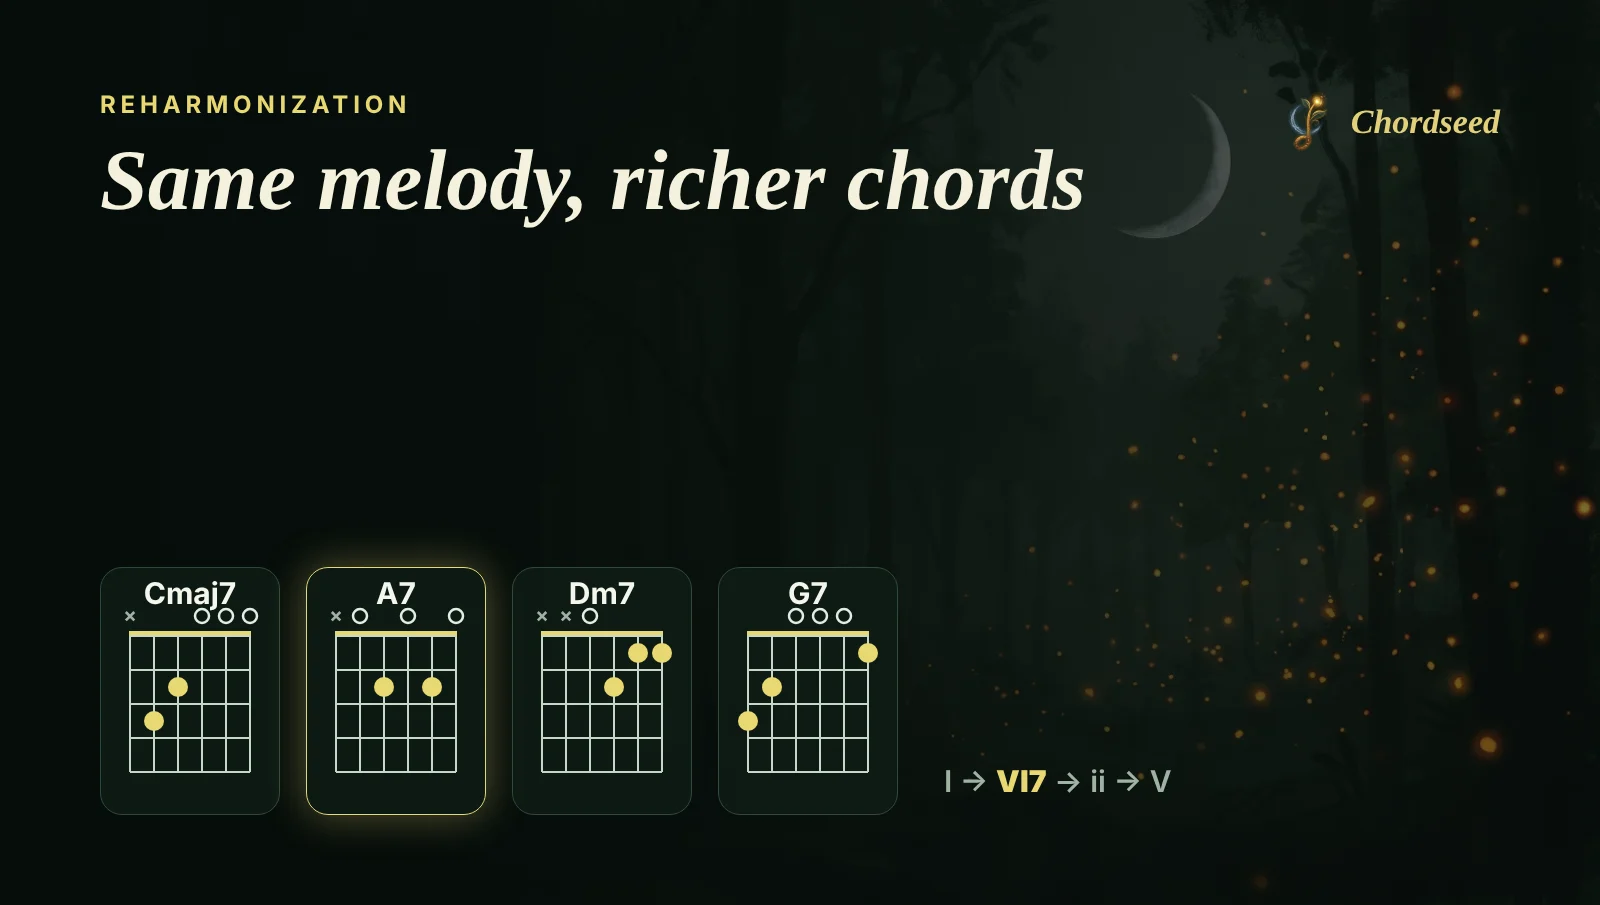 REHARMONIZATION
Same melody, richer chords
Chordseed
Cmaj7
A7
Dm7
G7
I → VI7 → ii → V